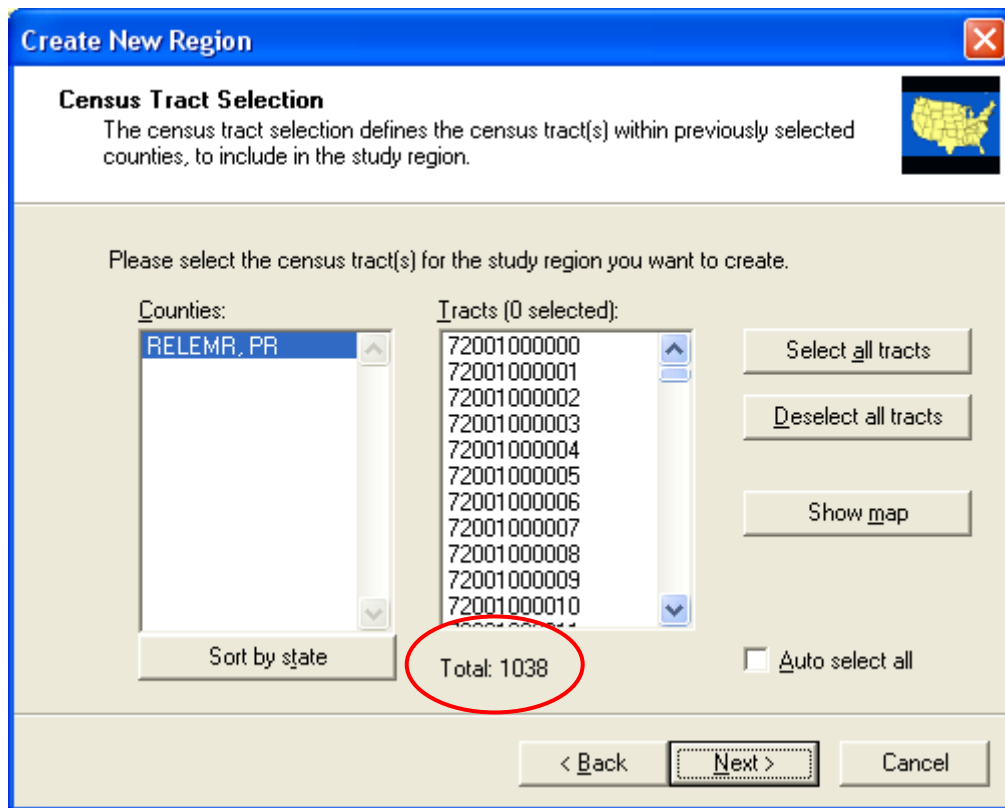 Create New Region
Census Tract Selection
The census tract selection defines the census tract(s) within previously selected
counties, to include in the study region.
Please select the census tract(s) for the study region you want to create.
Counties:
RELEMR, PR
Sort by state
Tracts (0 selected):
72001000000
72001000001
72001000002
72001000003
72001000004
72001000005
72001000006
72001000007
72001000008
72001000009
72001000010
72001000011
Total: 1038
Select all tracts
Deselect all tracts
Show map
Auto select all
< Back
Next >
Cancel